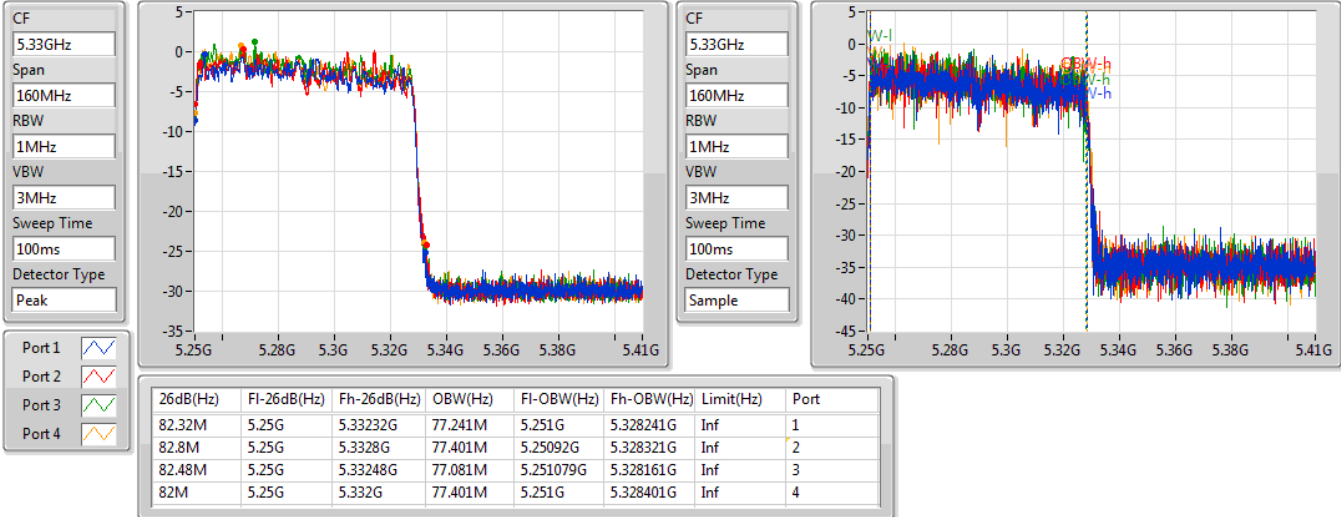 CF
5.33GHz
Span
160MHz
RBW
1MHz
VBW
3MHz
Sweep Time
100ms
Detector Type
Peak
5
0
-5
-10
-15
-20
-25
-30
-35
5.25G 5.28G 5.3G 5.32G 5.34G 5.36G 5.38G 5.41G
CF
5.33GHz
Span
160MHz
RBW
1MHz
VBW
3MHz
Sweep Time
100ms
Detector Type
Sample
5
0
-5
-10
-15
-20
-25
-30
-35
-40
-45
W-l
W-h
W-h
W-h
5.25G 5.28G 5.3G 5.32G 5.34G 5.36G 5.38G 5.41G
Port 1
Port 2
Port 3
Port 4
26dB(Hz) Fl-26dB(Hz) Fh-26dB(Hz) OBW(Hz) Fl-OBW(Hz) Fh-OBW(Hz) Limit(Hz) Port
82.32M 5.25G 5.33232G 77.241M 5.251G 5.328241G Inf 1
82.8M 5.25G 5.3328G 77.401M 5.25092G 5.328321G Inf 2
82.48M 5.25G 5.33248G 77.081M 5.251079G 5.328161G Inf 3
82M 5.25G 5.332G 77.401M 5.251G 5.328401G Inf 4